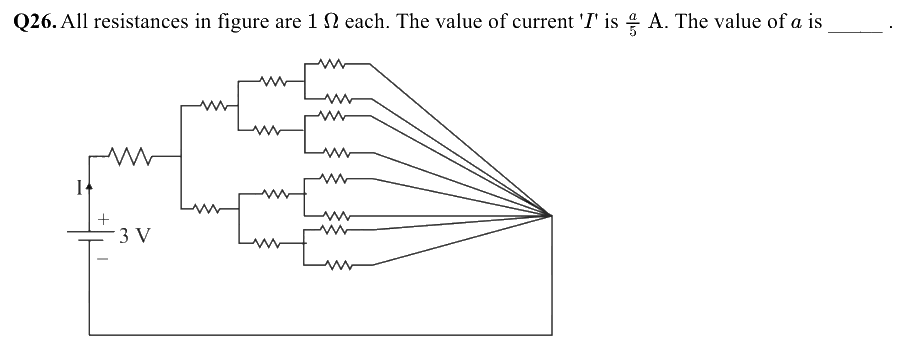 Q26. All resistances in figure are 1 Ω each. The value of current 'I' is a/5 A. The value of a is _____ .
I
+
3 V
−